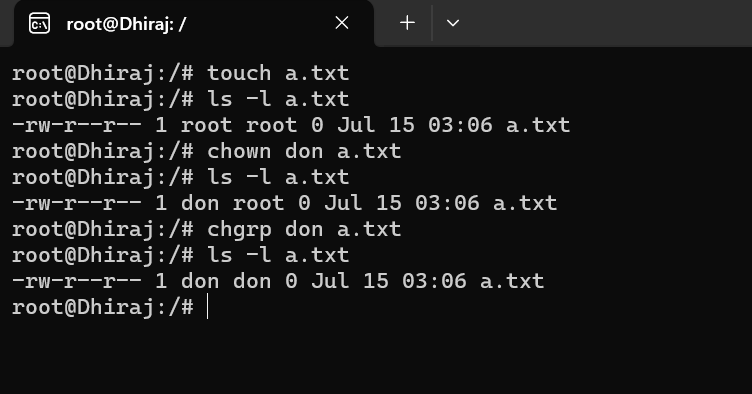 root@Dhiraj: /
root@Dhiraj:/# touch a.txt
root@Dhiraj:/# ls -l a.txt
-rw-r--r-- 1 root root 0 Jul 15 03:06 a.txt
root@Dhiraj:/# chown don a.txt
root@Dhiraj:/# ls -l a.txt
-rw-r--r-- 1 don root 0 Jul 15 03:06 a.txt
root@Dhiraj:/# chgrp don a.txt
root@Dhiraj:/# ls -l a.txt
-rw-r--r-- 1 don don 0 Jul 15 03:06 a.txt
root@Dhiraj:/#